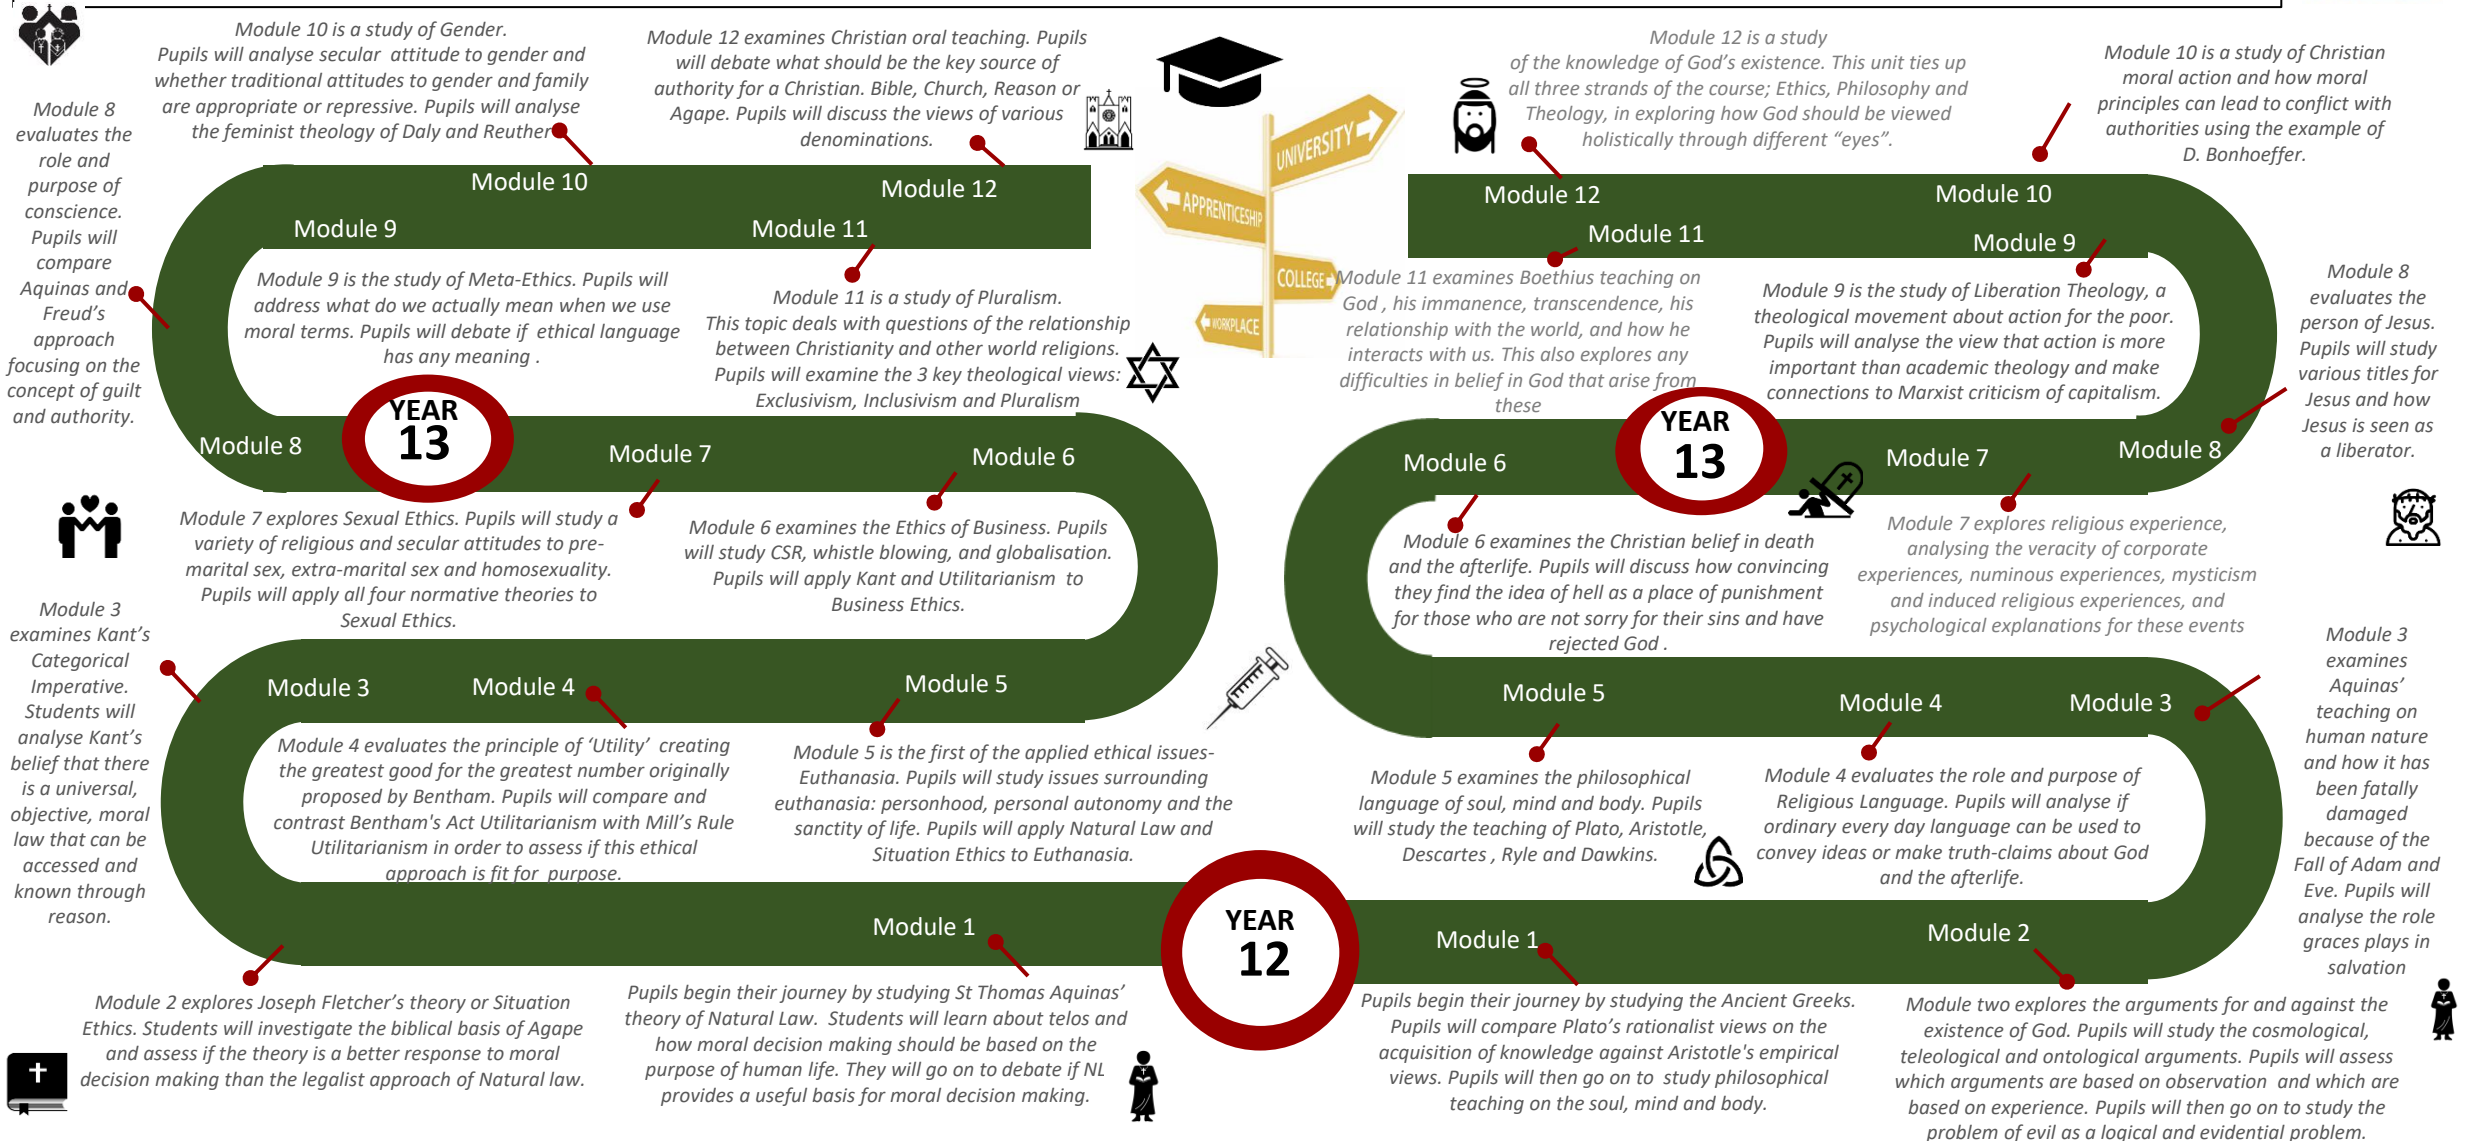 Module 10 is a study of Gender.
Pupils will analyse secular attitude to gender and
whether traditional attitudes to gender and family
are appropriate or repressive. Pupils will analyse
the feminist theology of Daly and Reuther
Module 12 examines Christian oral teaching. Pupils
will debate what should be the key source of
authority for a Christian. Bible, Church, Reason or
Agape. Pupils will discuss the views of various
denominations.
Module 12 is a study
of the knowledge of God's existence. This unit ties up
all three strands of the course; Ethics, Philosophy and
Theology, in exploring how God should be viewed
holistically through different "eyes".
Module 10 is a study of Christian
moral action and how moral
principles can lead to conflict with
authorities using the example of
D. Bonhoeffer.
Module 8
evaluates the
role and
purpose of
conscience.
Pupils will
compare
Aquinas and
Freud's
approach
focusing on the
concept of guilt
and authority.
UNIVERSITY
APPRENTICESHIP
COLLEGE
WORKPLACE
Module 10
Module 12
Module 9
Module 11
Module 12
Module 10
Module 11
Module 9
Module 9 is the study of Meta-Ethics. Pupils will
address what do we actually mean when we use
moral terms. Pupils will debate if ethical language
has any meaning .
Module 11 is a study of Pluralism.
This topic deals with questions of the relationship
between Christianity and other world religions.
Pupils will examine the 3 key theological views:
Exclusivism, Inclusivism and Pluralism
Module 11 examines Boethius teaching on
God , his immanence, transcendence, his
relationship with the world, and how he
interacts with us. This also explores any
difficulties in belief in God that arise from
these
Module 9 is the study of Liberation Theology, a
theological movement about action for the poor.
Pupils will analyse the view that action is more
important than academic theology and make
connections to Marxist criticism of capitalism.
Module 8
evaluates the
person of Jesus.
Pupils will study
various titles for
Jesus and how
Jesus is seen as
a liberator.
Module 8
YEAR
13
Module 7
Module 6
Module 6
YEAR
13
Module 7
Module 8
Module 7 explores Sexual Ethics. Pupils will study a
variety of religious and secular attitudes to pre-
marital sex, extra-marital sex and homosexuality.
Pupils will apply all four normative theories to
Sexual Ethics.
Module 6 examines the Ethics of Business. Pupils
will study CSR, whistle blowing, and globalisation.
Pupils will apply Kant and Utilitarianism to
Business Ethics.
Module 6 examines the Christian belief in death
and the afterlife. Pupils will discuss how convincing
they find the idea of hell as a place of punishment
for those who are not sorry for their sins and have
rejected God .
Module 7 explores religious experience,
analysing the veracity of corporate
experiences, numinous experiences, mysticism
and induced religious experiences, and
psychological explanations for these events
Module 3
examines Kant's
Categorical
Imperative.
Students will
analyse Kant's
belief that there
is a universal,
objective, moral
law that can be
accessed and
known through
reason.
Module 3
Module 4
Module 5
Module 5
Module 4
Module 3
Module 3
examines
Aquinas'
teaching on
human nature
and how it has
been fatally
damaged
because of the
Fall of Adam and
Eve. Pupils will
analyse the role
graces plays in
salvation
Module 4 evaluates the principle of 'Utility' creating
the greatest good for the greatest number originally
proposed by Bentham. Pupils will compare and
contrast Bentham's Act Utilitarianism with Mill's Rule
Utilitarianism in order to assess if this ethical
approach is fit for purpose.
Module 5 is the first of the applied ethical issues-
Euthanasia. Pupils will study issues surrounding
euthanasia: personhood, personal autonomy and the
sanctity of life. Pupils will apply Natural Law and
Situation Ethics to Euthanasia.
Module 5 examines the philosophical
language of soul, mind and body. Pupils
will study the teaching of Plato, Aristotle,
Descartes , Ryle and Dawkins.
Module 4 evaluates the role and purpose of
Religious Language. Pupils will analyse if
ordinary every day language can be used to
convey ideas or make truth-claims about God
and the afterlife.
Module 1
YEAR
12
Module 1
Module 2
Module 2 explores Joseph Fletcher's theory or Situation
Ethics. Students will investigate the biblical basis of Agape
and assess if the theory is a better response to moral
decision making than the legalist approach of Natural law.
Pupils begin their journey by studying St Thomas Aquinas'
theory of Natural Law. Students will learn about telos and
how moral decision making should be based on the
purpose of human life. They will go on to debate if NL
provides a useful basis for moral decision making.
Pupils begin their journey by studying the Ancient Greeks.
Pupils will compare Plato's rationalist views on the
acquisition of knowledge against Aristotle's empirical
views. Pupils will then go on to study philosophical
teaching on the soul, mind and body.
Module two explores the arguments for and against the
existence of God. Pupils will study the cosmological,
teleological and ontological arguments. Pupils will assess
which arguments are based on observation and which are
based on experience. Pupils will then go on to study the
problem of evil as a logical and evidential problem.